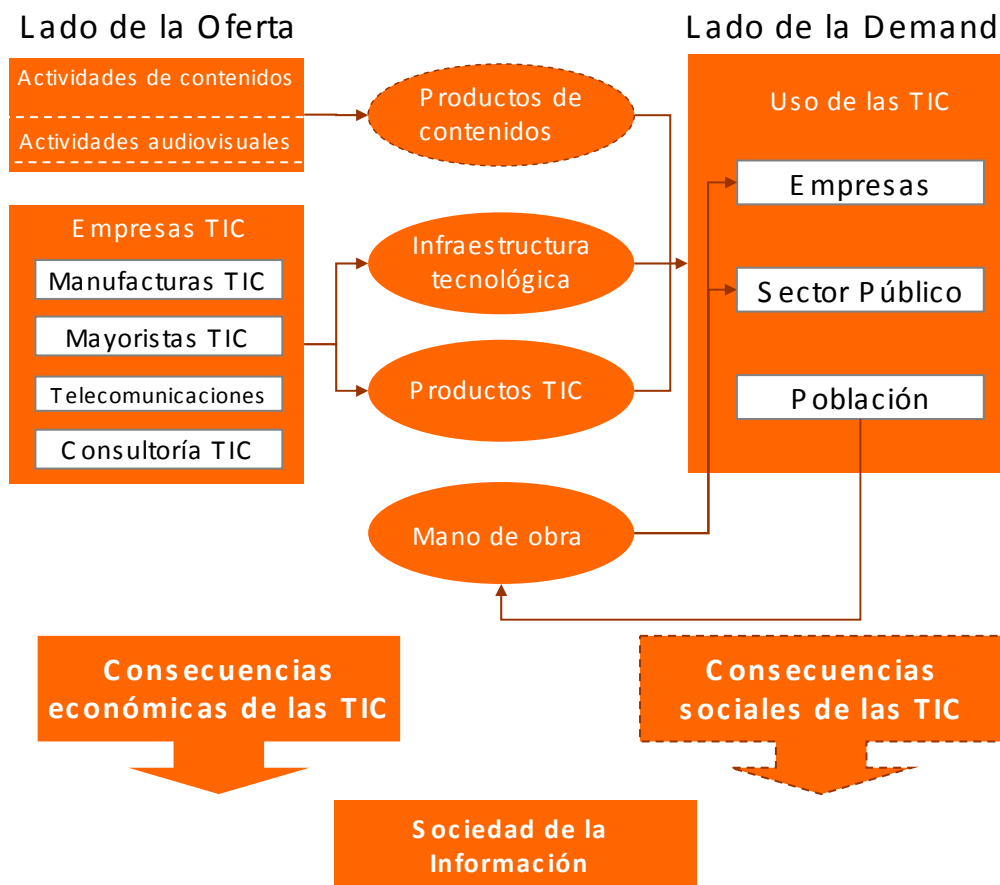 Lado de la Oferta
Lado de la Demand
Actividades de contenidos
Actividades audiovisuales
Productos de
contenidos
Uso de las TIC
Empresas
Sector Público
Población
Empresas TIC
Manufacturas TIC
Mayoristas TIC
Telecomunicaciones
Consultoría TIC
Infraestructura
tecnológica
Productos TIC
Mano de obra
Consecuencias
económicas de las TIC
Consecuencias
sociales de las TIC
Sociedad de la
Información